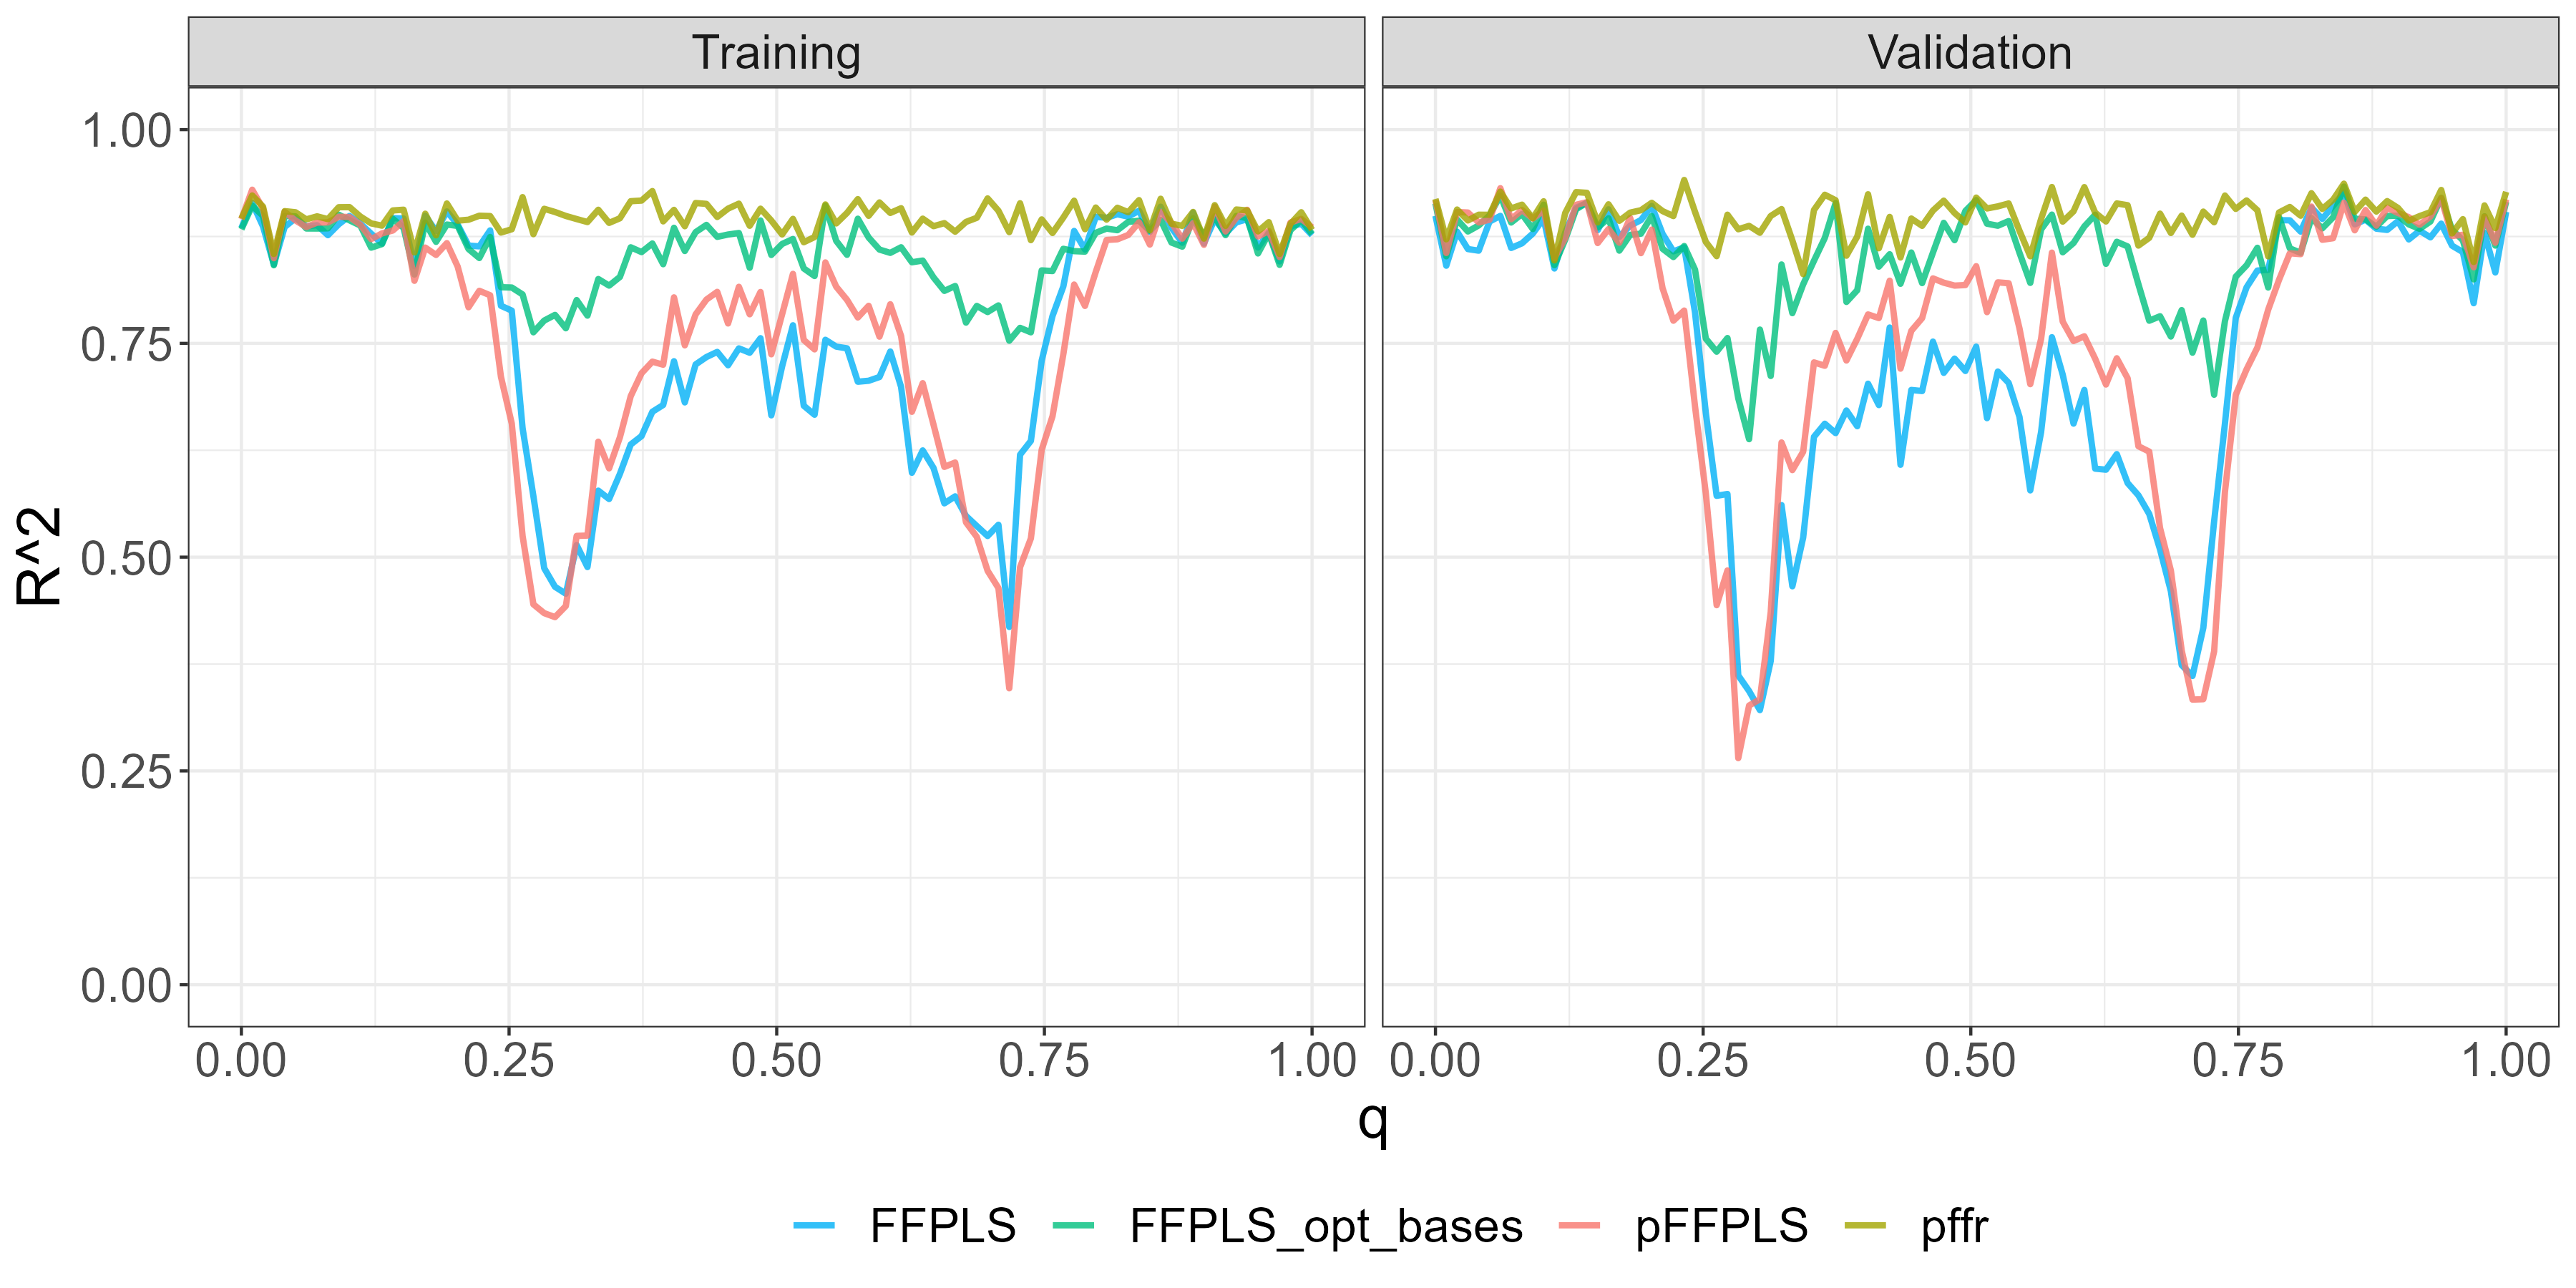 Training Validation
1.00
0.75
0.50
0.25
0.00
R^2
0.00 0.25 0.50 0.75 1.00 0.00 0.25 0.50 0.75 1.00
q
FFPLS FFPLS_opt_bases pFFPLS pffr